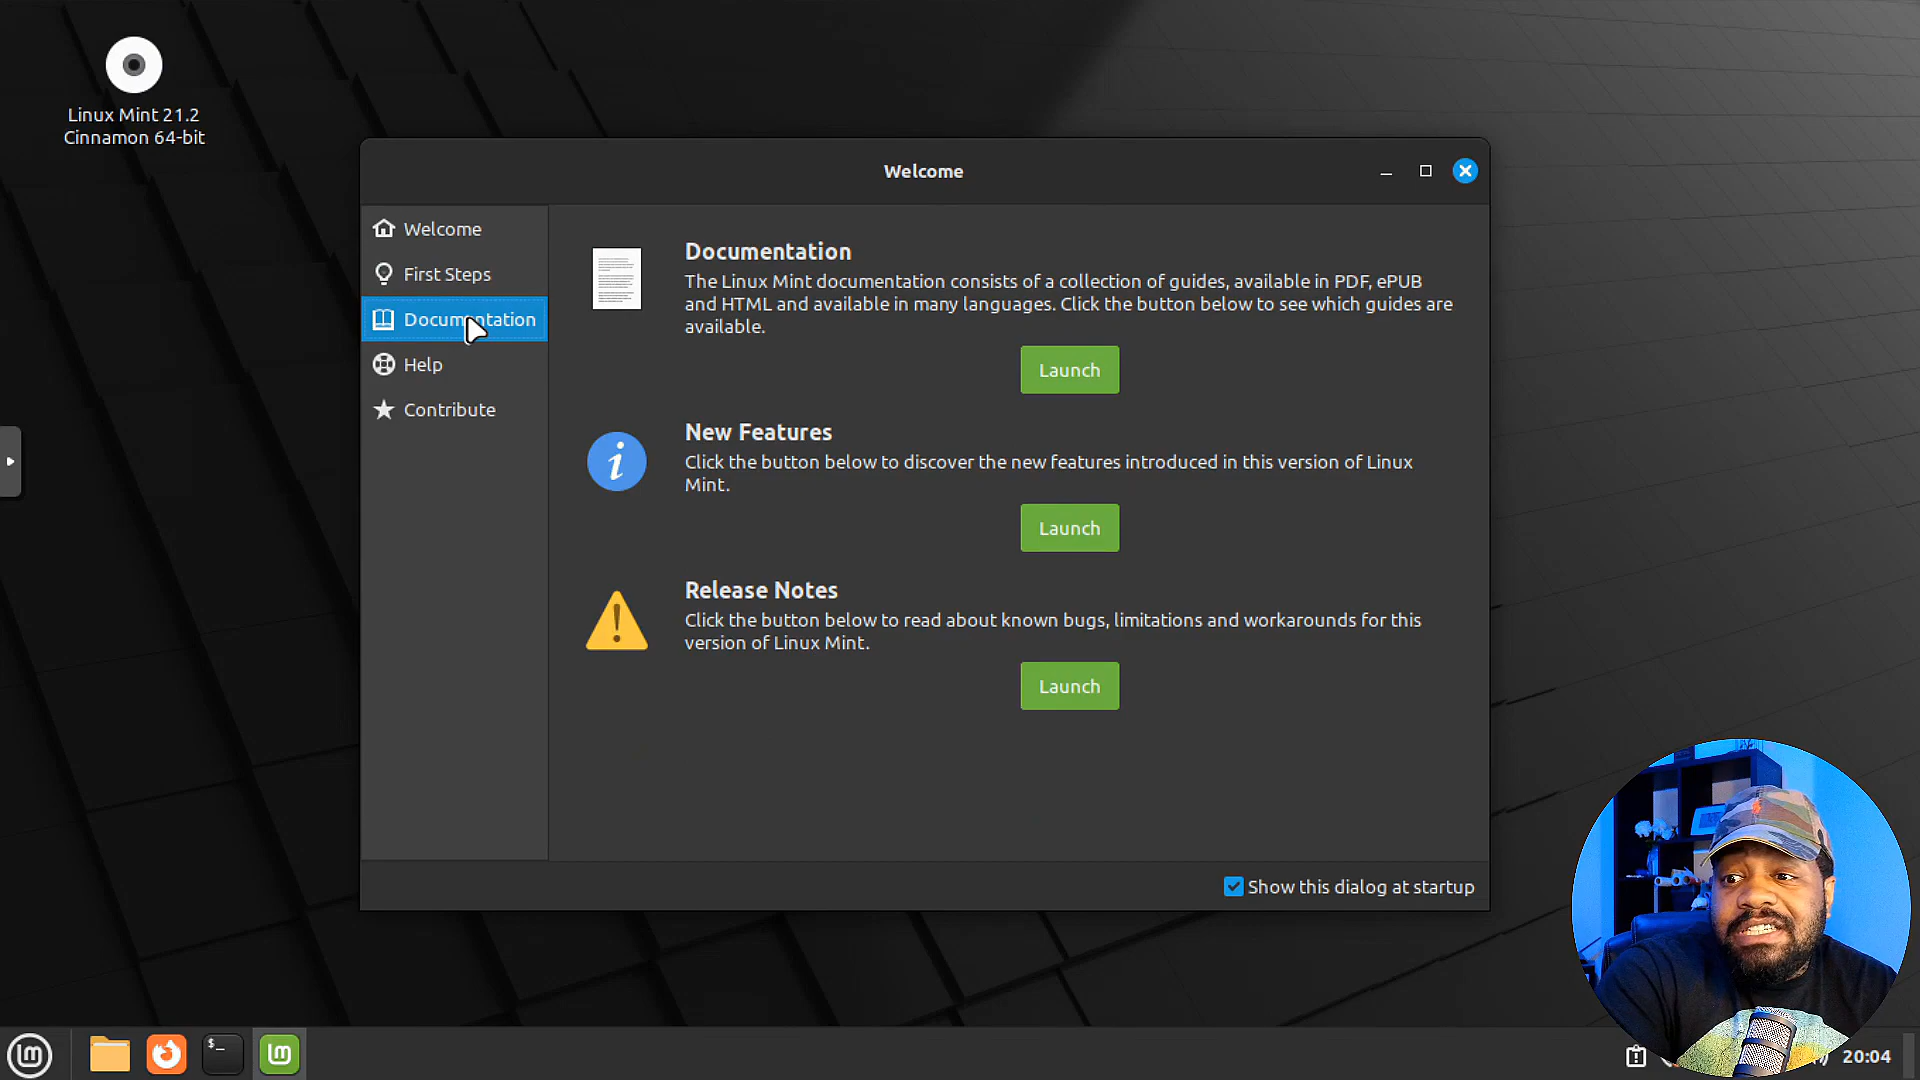 Linux Mint 21.2
Cinnamon 64-bit
Welcome
Welcome
First Steps
Documentation
Help
Contribute
Documentation
The Linux Mint documentation consists of a collection of guides, available in PDF, ePUB
and HTML and available in many languages. Click the button below to see which guides are
available.
Launch
New Features
Click the button below to discover the new features introduced in this version of Linux
Mint.
Launch
Release Notes
Click the button below to read about known bugs, limitations and workarounds for this
version of Linux Mint.
Launch
Show this dialog at startup
$_
20:04